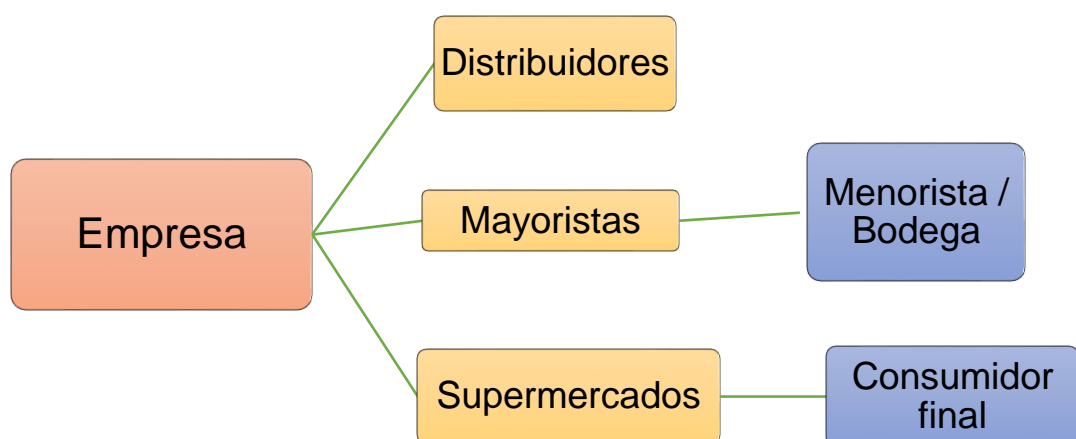 Distribuidores
Empresa
Mayoristas
Menorista /
Bodega
Supermercados
Consumidor
final